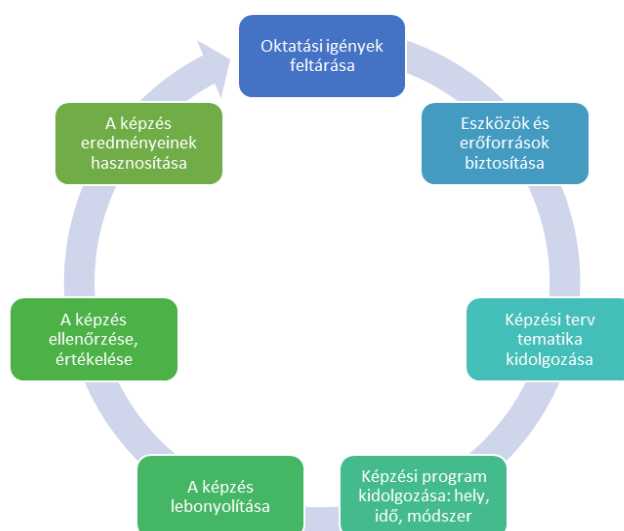 Oktatási igények
feltárása
Eszközök és
erőforrások
biztosítása
Képzési terv
tematika
kidolgozása
Képzési program
kidolgozása: hely,
idő, módszer
A képzés
lebonyolítása
A képzés
ellenőrzése,
értékelése
A képzés
eredményeinek
hasznosítása